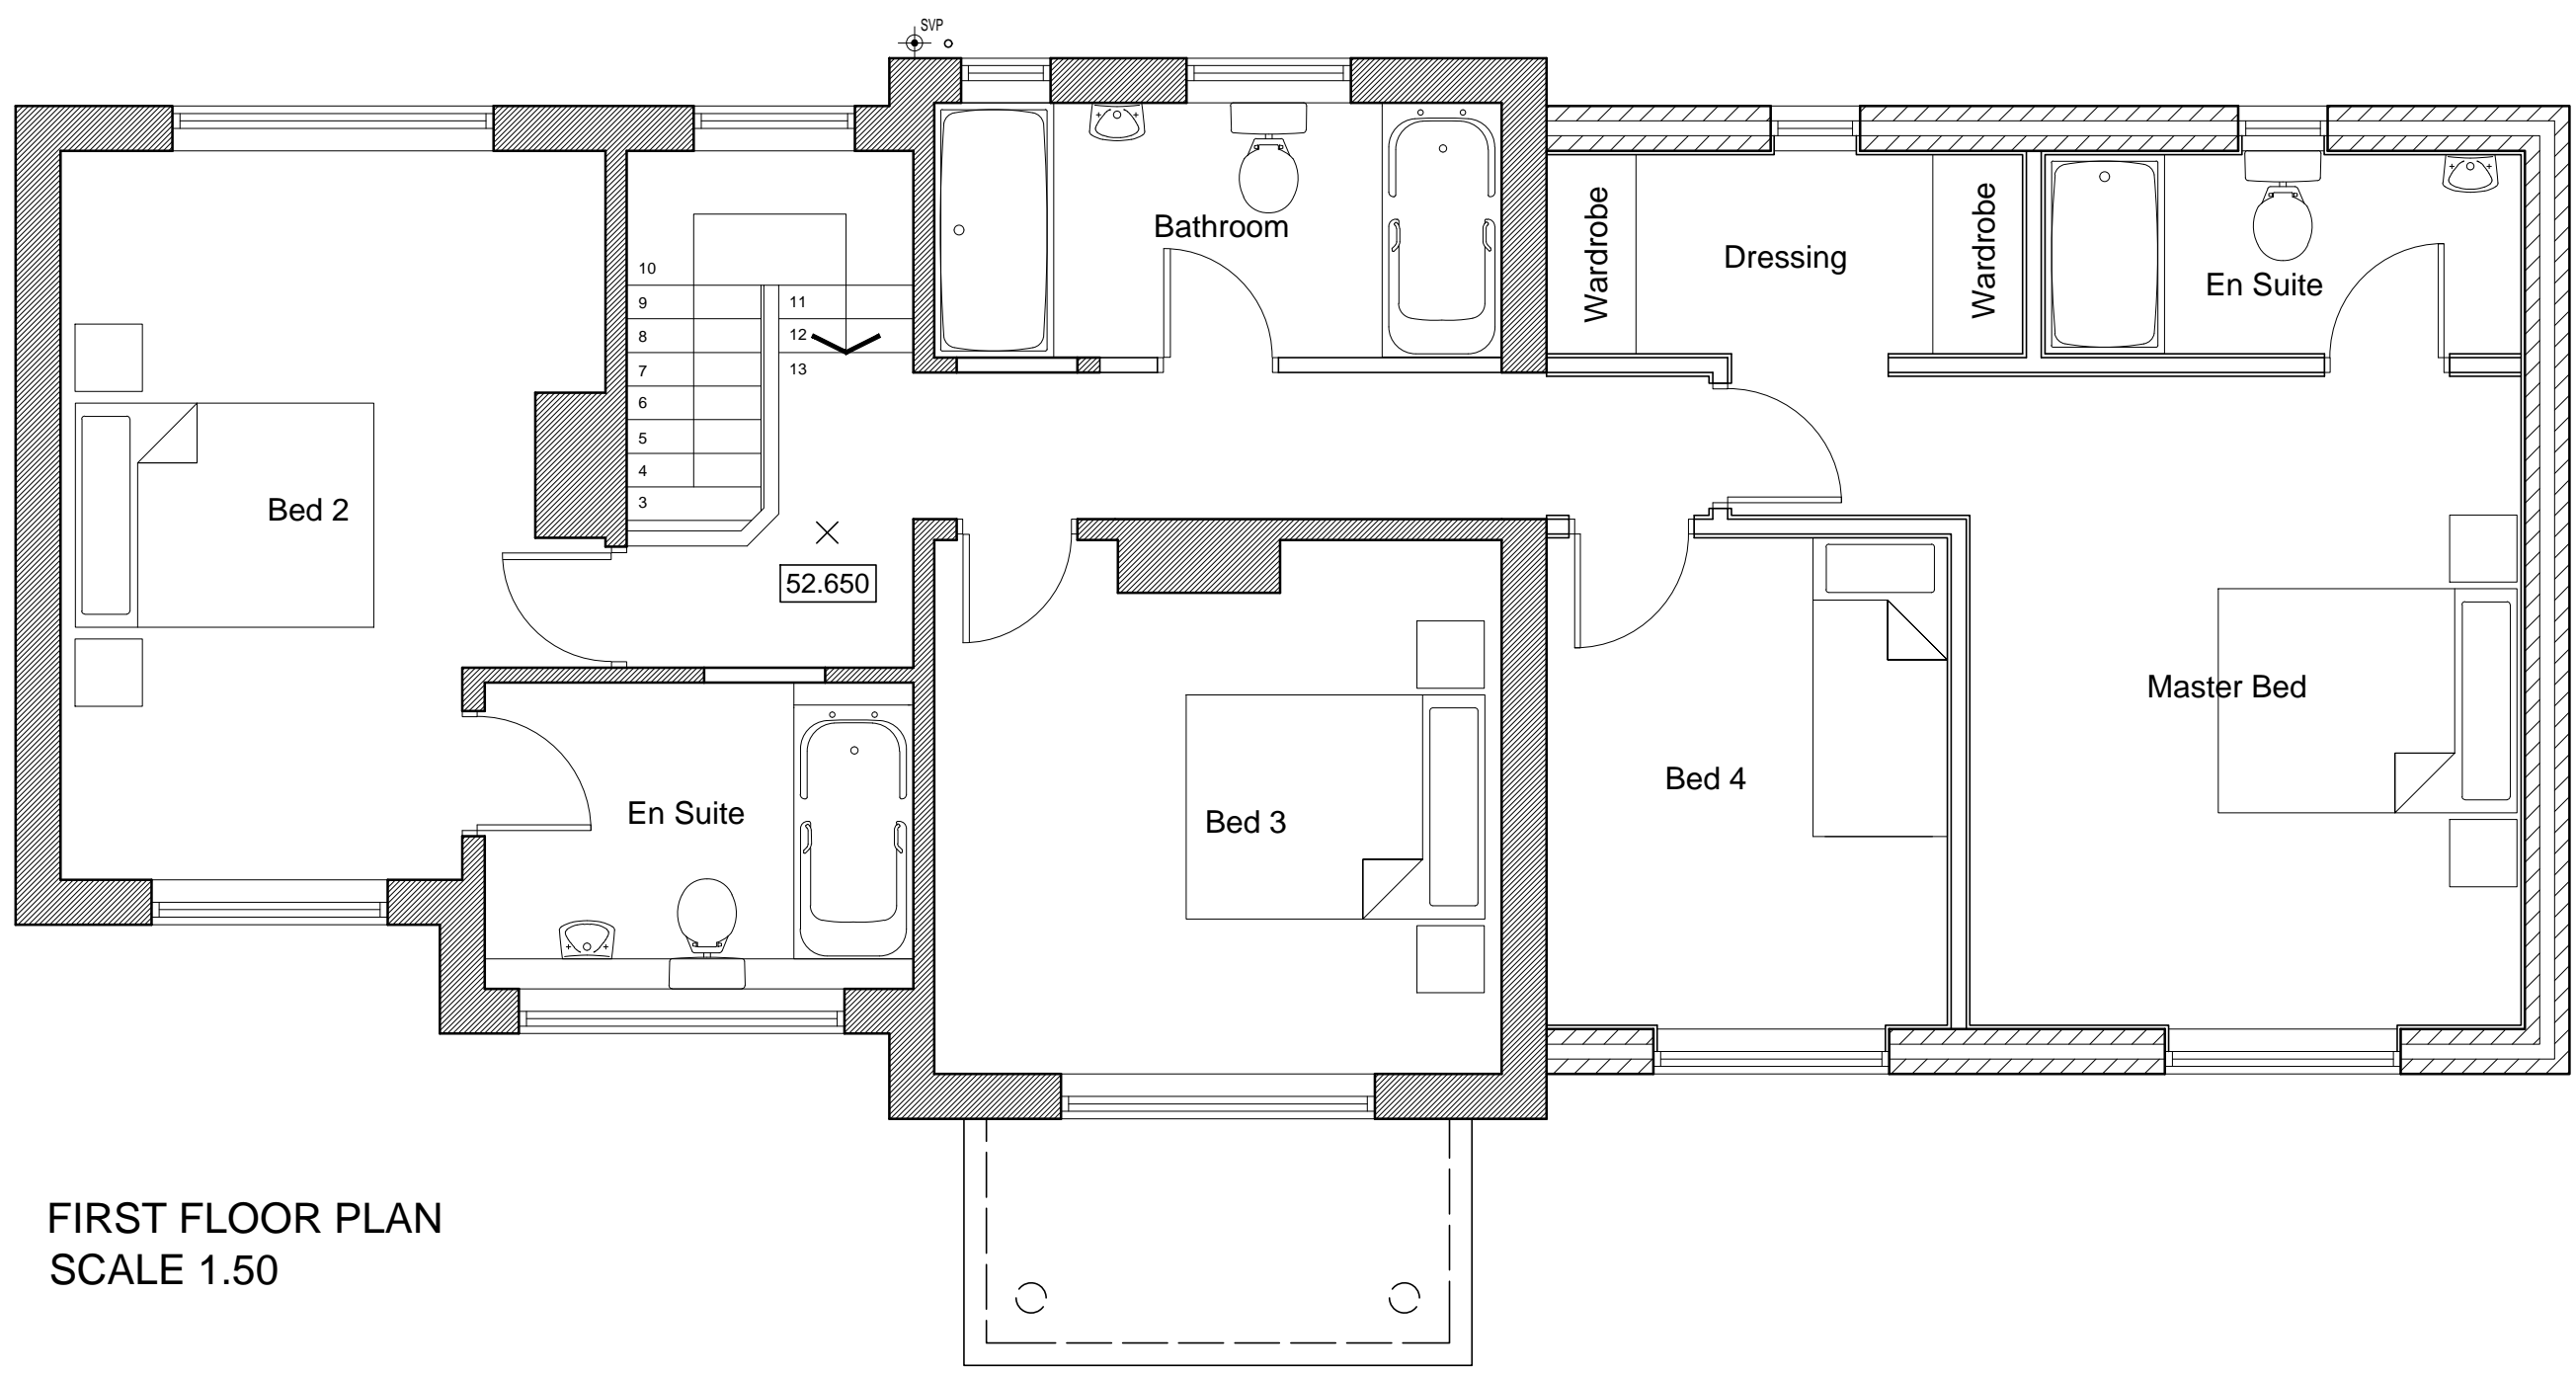 SVP
Bathroom
Wardrobe
Dressing
Wardrobe
En Suite
10
9
8
7
6
5
4
3
11
12
13
Bed 2
52.650
Master Bed
Bed 4
En Suite
Bed 3
FIRST FLOOR PLAN
SCALE 1.50